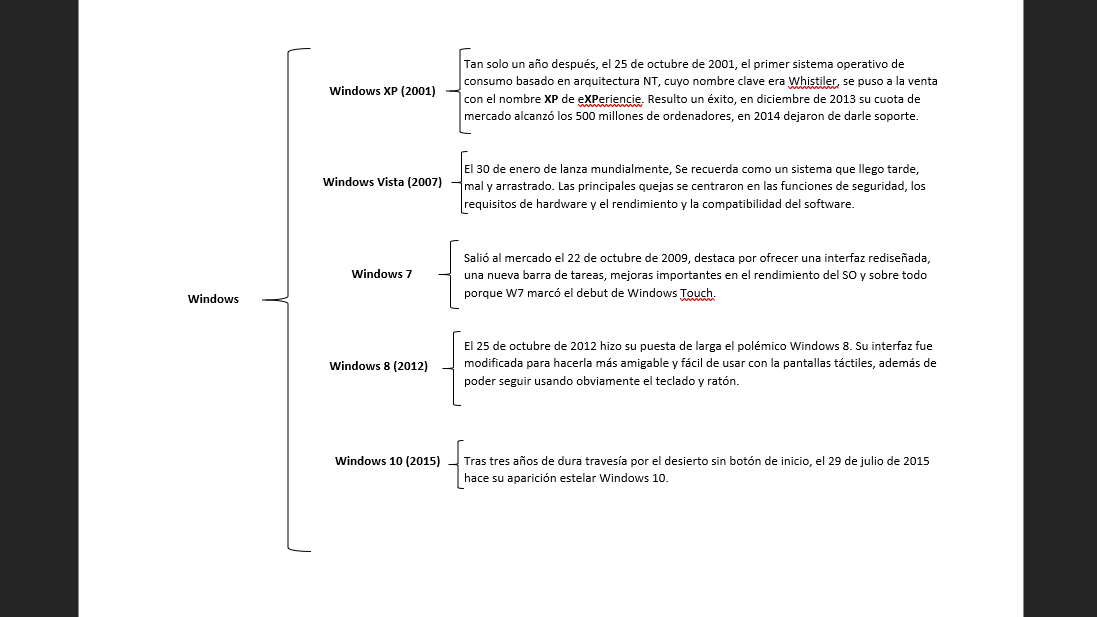 Windows
Windows XP (2001)
Tan solo un año después, el 25 de octubre de 2001, el primer sistema operativo de
consumo basado en arquitectura NT, cuyo nombre clave era Whistiler, se puso a la venta
con el nombre XP de eXPeriencie. Resulto un éxito, en diciembre de 2013 su cuota de
mercado alcanzó los 500 millones de ordenadores, en 2014 dejaron de darle soporte.
Windows Vista (2007)
El 30 de enero de lanza mundialmente, Se recuerda como un sistema que llego tarde,
mal y arrastrado. Las principales quejas se centraron en las funciones de seguridad, los
requisitos de hardware y el rendimiento y la compatibilidad del software.
Windows 7
Salió al mercado el 22 de octubre de 2009, destaca por ofrecer una interfaz rediseñada,
una nueva barra de tareas, mejoras importantes en el rendimiento del SO y sobre todo
porque W7 marcó el debut de Windows Touch.
Windows 8 (2012)
El 25 de octubre de 2012 hizo su puesta de larga el polémico Windows 8. Su interfaz fue
modificada para hacerla más amigable y fácil de usar con la pantallas táctiles, además de
poder seguir usando obviamente el teclado y ratón.
Windows 10 (2015)
Tras tres años de dura travesía por el desierto sin botón de inicio, el 29 de julio de 2015
hace su aparición estelar Windows 10.